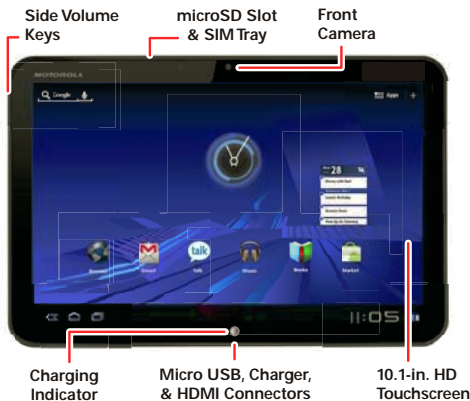 Side Volume
Keys
microSD Slot
& SIM Tray
Front
Camera
MOTOROLA
Google
Apps +
28
Browser
Gmail
talk
Talk
Music
Books
Market
11:05
Charging
Indicator
Micro USB, Charger,
& HDMI Connectors
10.1-in. HD
Touchscreen